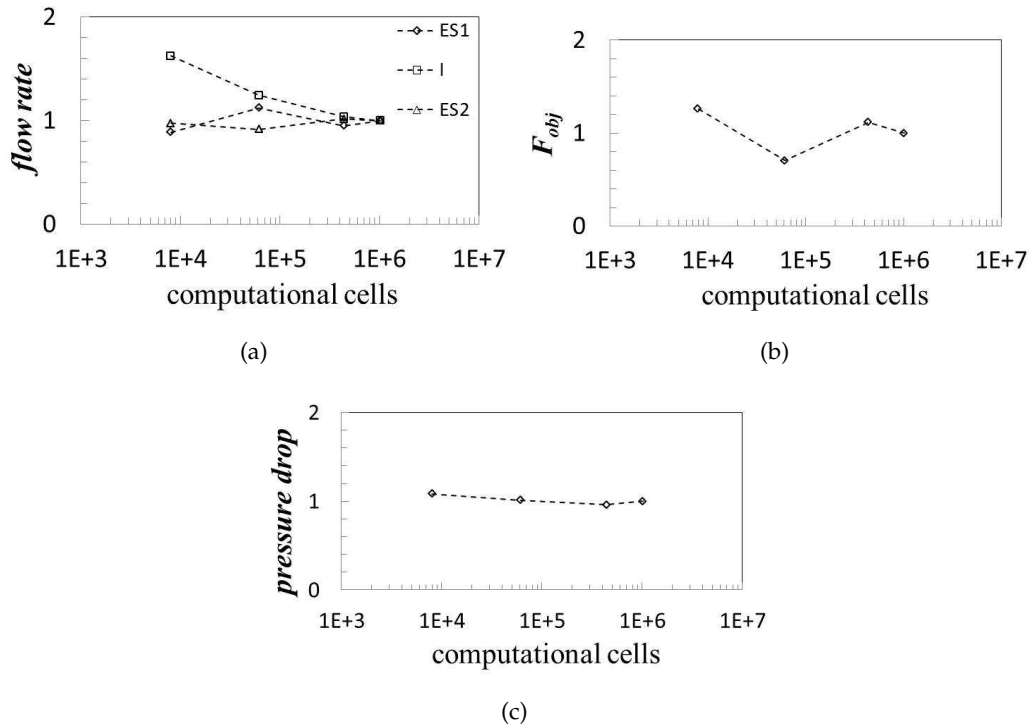 2
ES1
I
ES2
flow rate
1
0
1E+3 1E+4 1E+5 1E+6 1E+7
computational cells
(a)
2
F_obj
1
0
1E+3 1E+4 1E+5 1E+6 1E+7
computational cells
(b)
2
pressure drop
1
0
1E+3 1E+4 1E+5 1E+6 1E+7
computational cells
(c)